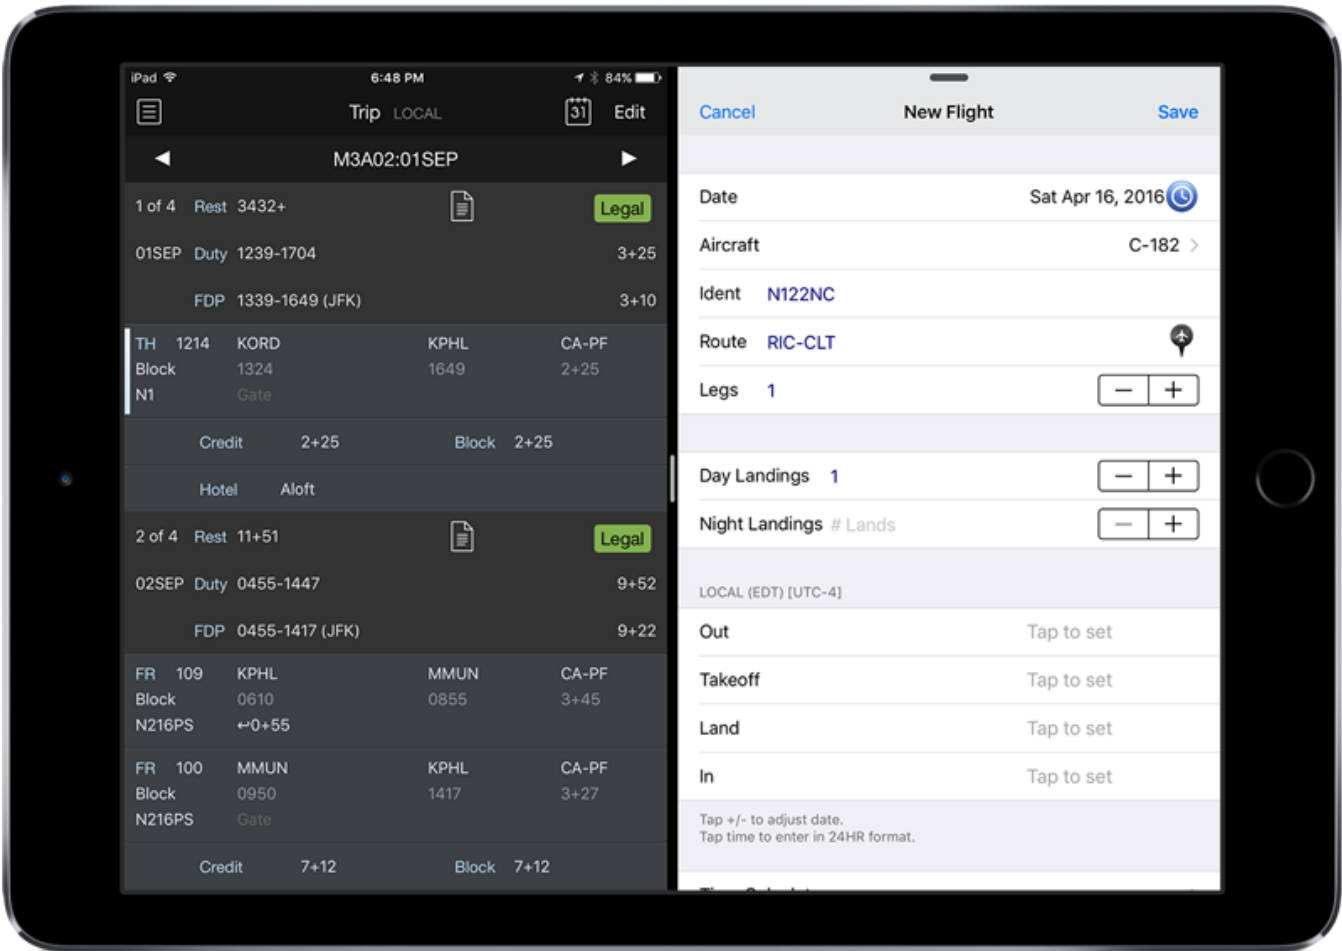 iPad 6:48 PM 84%
Trip LOCAL 31 Edit
M3A02:01SEP
1 of 4 Rest 3432+ Legal
01SEP Duty 1239-1704 3+25
FDP 1339-1649 (JFK) 3+10
TH 1214 KORD KPHL CA-PF
Block 1324 1649 2+25
N1 Gate
Credit 2+25 Block 2+25
Hotel Aloft
2 of 4 Rest 11+51 Legal
02SEP Duty 0455-1447 9+52
FDP 0455-1417 (JFK) 9+22
FR 109 KPHL MMUN CA-PF
Block 0610 0855 3+45
N216PS ↩0+55
FR 100 MMUN KPHL CA-PF
Block 0950 1417 3+27
N216PS Gate
Credit 7+12 Block 7+12
Cancel New Flight Save
Date Sat Apr 16, 2016
Aircraft C-182 >
Ident N122NC
Route RIC-CLT
Legs 1 − +
Day Landings 1 − +
Night Landings # Lands − +
LOCAL (EDT) [UTC-4]
Out Tap to set
Takeoff Tap to set
Land Tap to set
In Tap to set
Tap +/- to adjust date.
Tap time to enter in 24HR format.